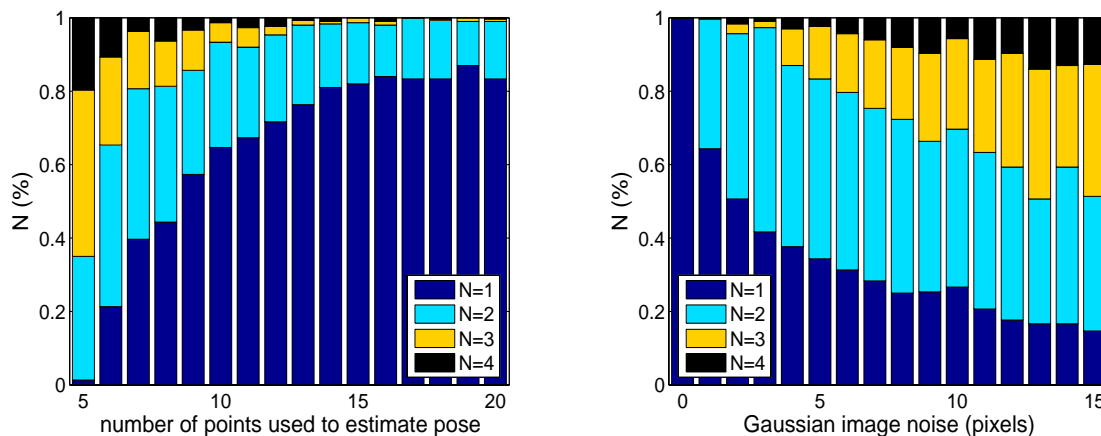 1
0.8
0.6
0.4
0.2
0
N (%)
N=1
N=2
N=3
N=4
5 10 15 20
number of points used to estimate pose
1
0.8
0.6
0.4
0.2
0
N (%)
N=1
N=2
N=3
N=4
0 5 10 15
Gaussian image noise (pixels)